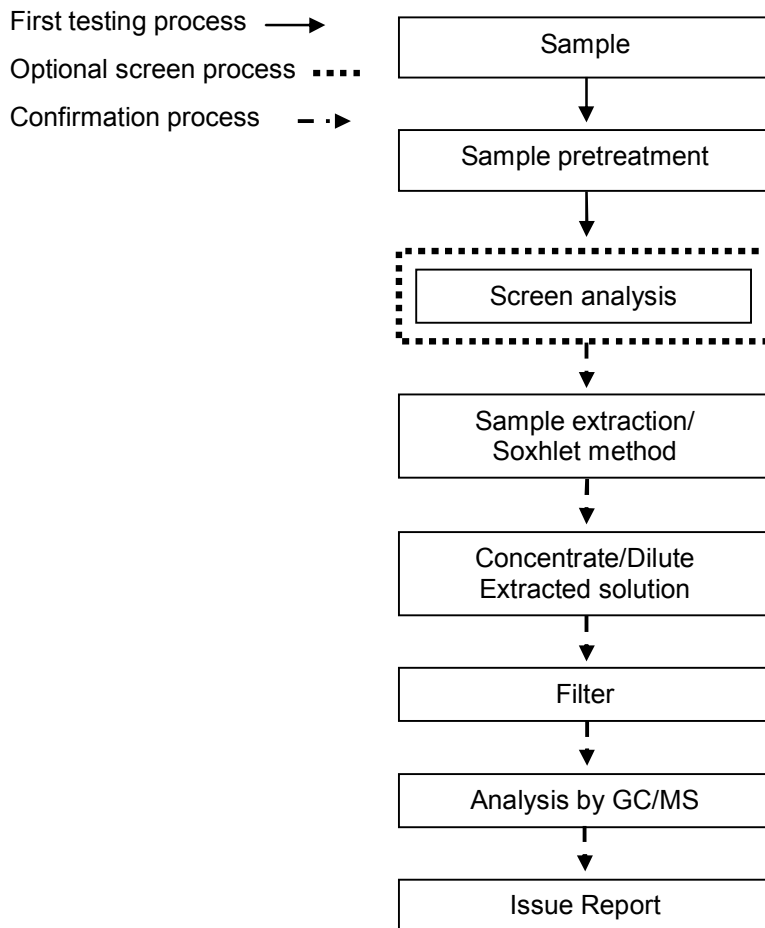 First testing process
Optional screen process
Confirmation process
Sample
Sample pretreatment
Screen analysis
Sample extraction/
Soxhlet method
Concentrate/Dilute
Extracted solution
Filter
Analysis by GC/MS
Issue Report